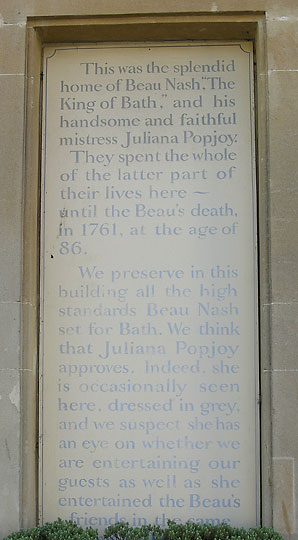 This was the splendid
home of Beau Nash, "The
King of Bath," and his
handsome and faithful
mistress Juliana Popjoy.
They spent the whole
of the latter part of
their lives here —
until the Beau's death,
in 1761, at the age of
86.
We preserve in this
building all the high
standards Beau Nash
set for Bath. We think
that Juliana Popjoy
approves. Indeed, she
is occasionally seen
here, dressed in grey,
and we suspect she has
an eye on whether we
are entertaining our
guests as well as she
entertained the Beau's
friends in the same